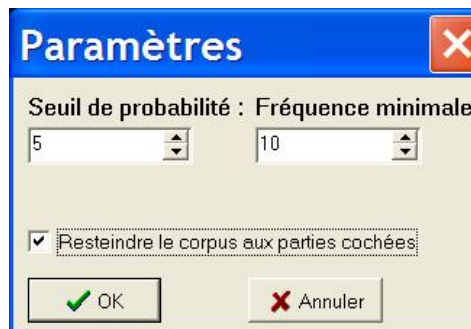 Paramètres
Seuil de probabilité : Fréquence minimale
5 10
Resteindre le corpus aux parties cochées
OK Annuler